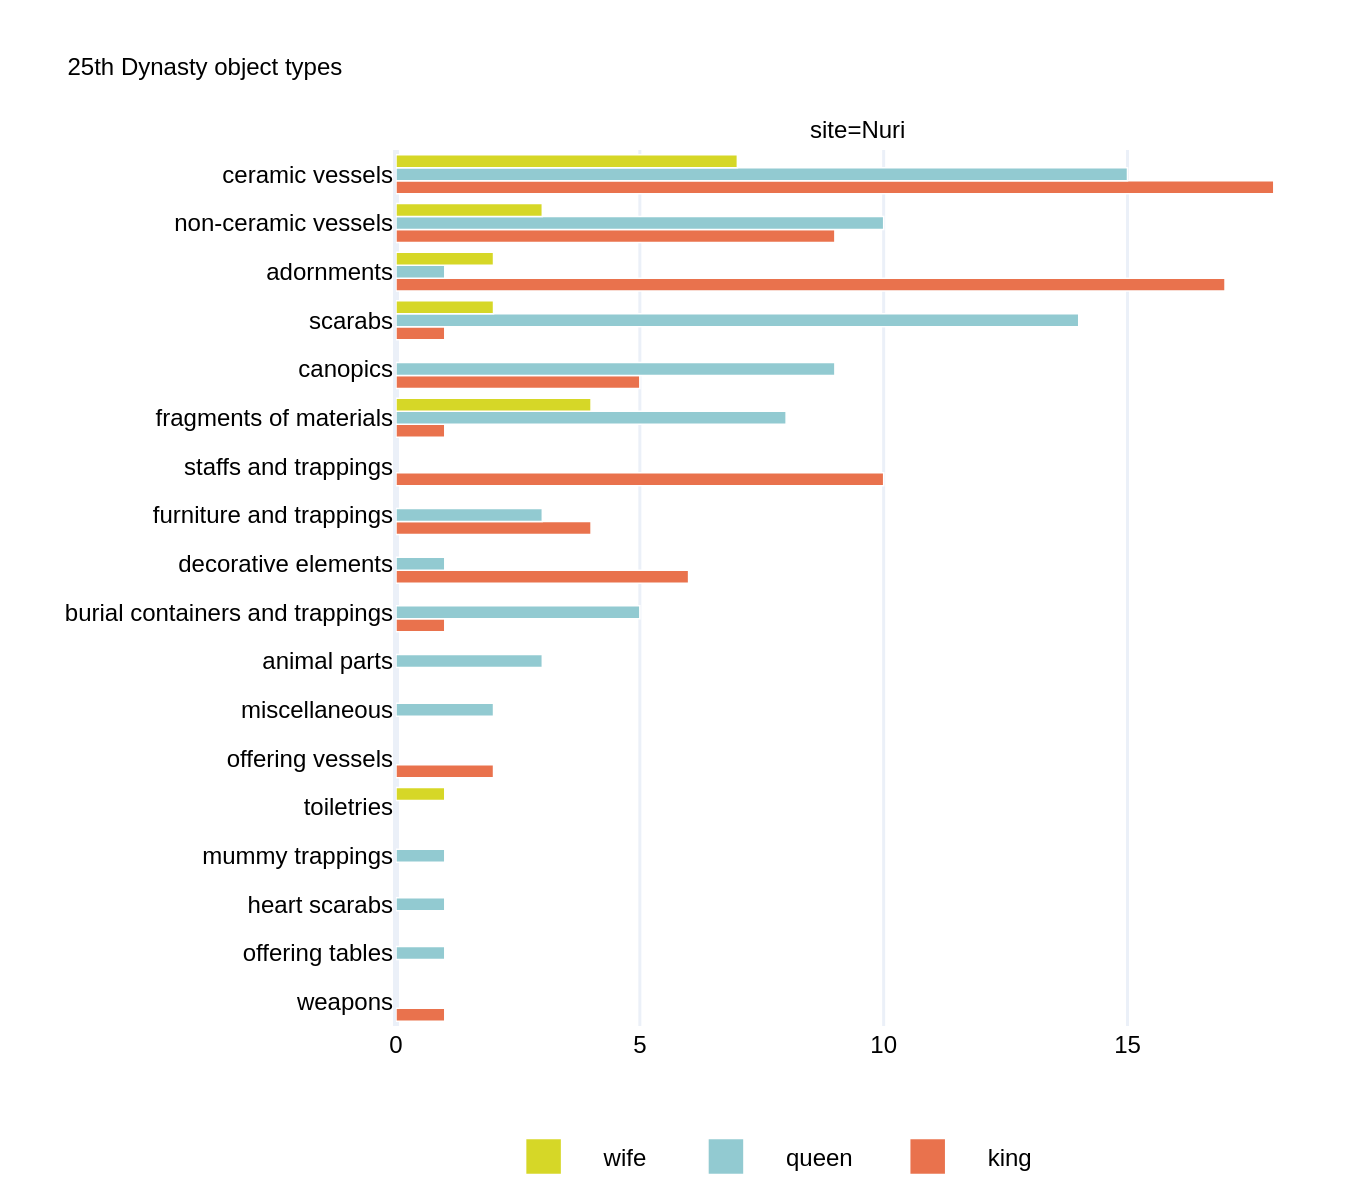 25th Dynasty object types
site=Nuri
ceramic vessels
non-ceramic vessels
adornments
scarabs
canopics
fragments of materials
staffs and trappings
furniture and trappings
decorative elements
burial containers and trappings
animal parts
miscellaneous
offering vessels
toiletries
mummy trappings
heart scarabs
offering tables
weapons
0 5 10 15
wife queen king